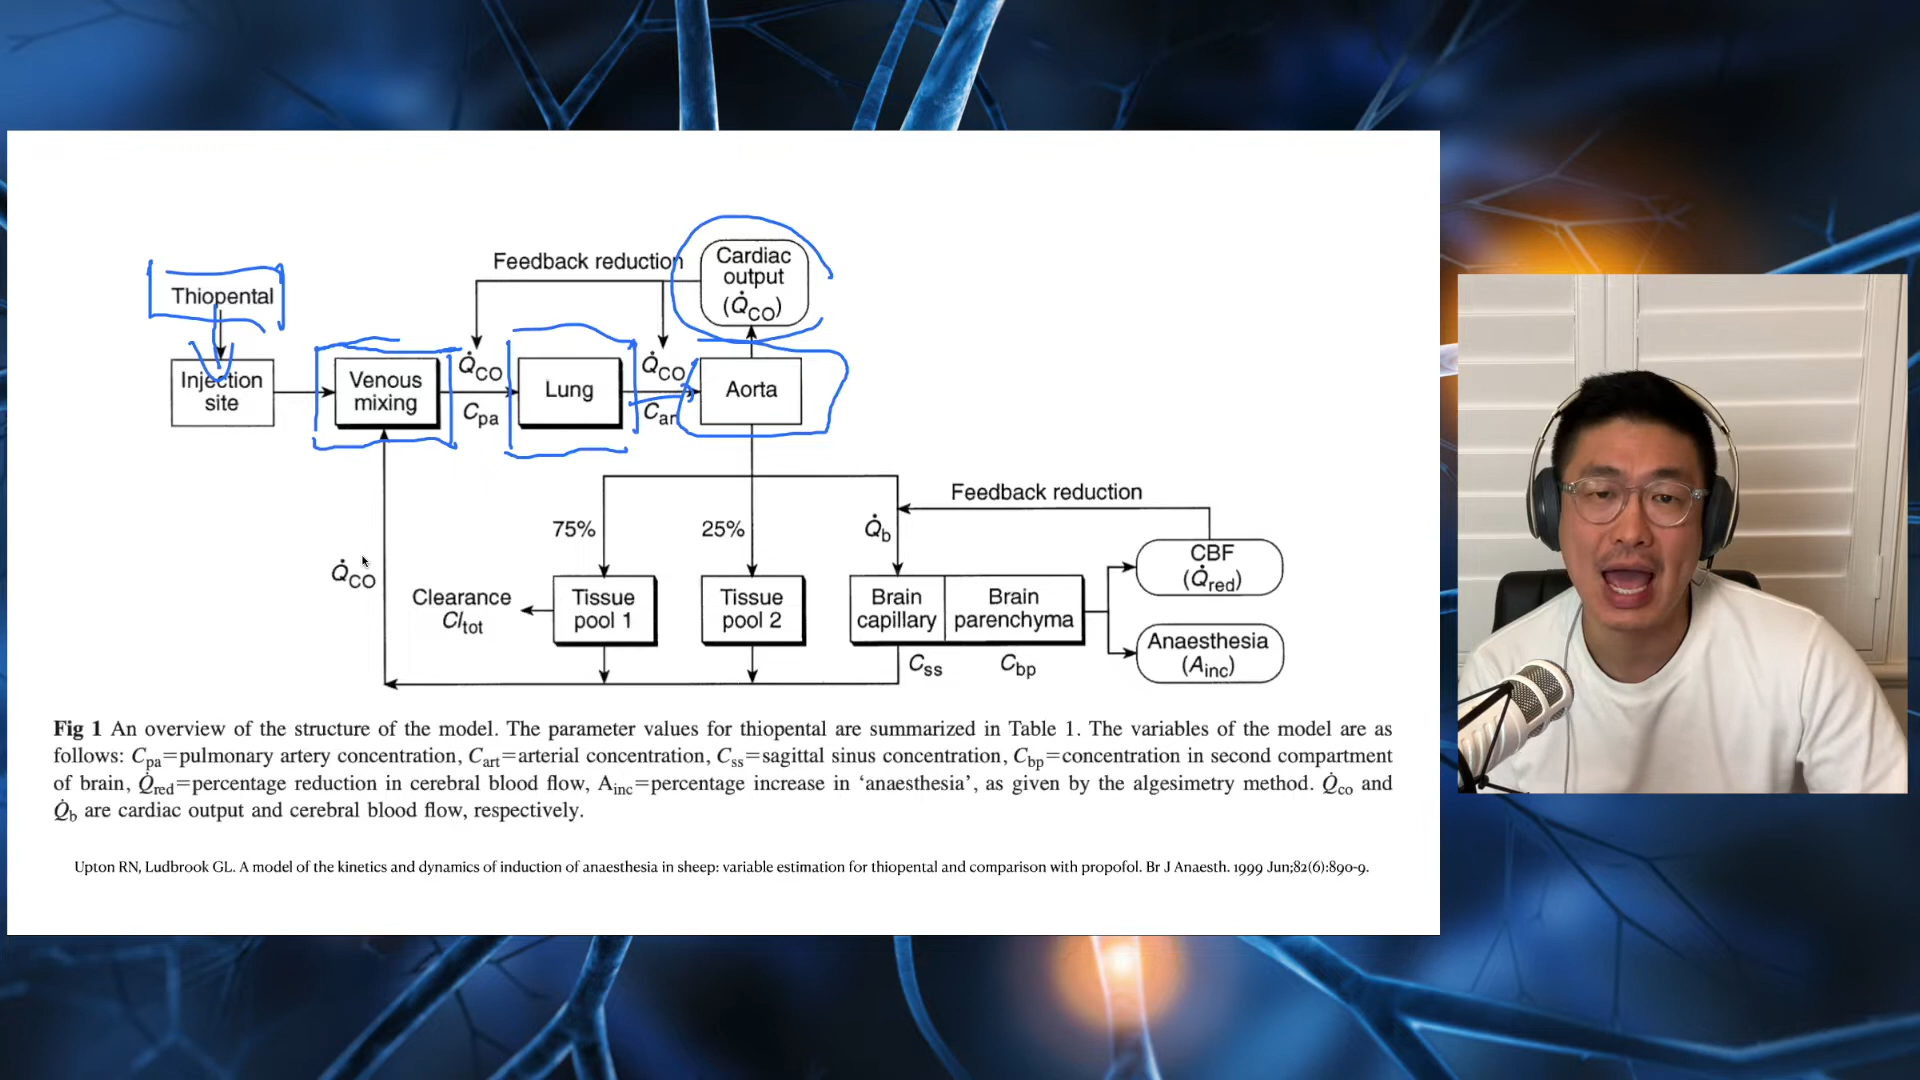 Feedback reduction
Cardiac
output
(Q̇CO)
Thiopental
Injection
site
Venous
mixing
Q̇CO
Cpa
Lung
Q̇CO
Car
Aorta
Feedback reduction
75%
25%
Q̇b
Q̇CO
CBF
(Q̇red)
Clearance
Cltot
Tissue
pool 1
Tissue
pool 2
Brain
capillary
Brain
parenchyma
Anaesthesia
(Ainc)
Css
Cbp
Fig 1 An overview of the structure of the model. The parameter values for thiopental are summarized in Table 1. The variables of the model are as
follows: Cpa=pulmonary artery concentration, Cart=arterial concentration, Css=sagittal sinus concentration, Cbp=concentration in second compartment
of brain, Q̇red=percentage reduction in cerebral blood flow, Ainc=percentage increase in ‘anaesthesia’, as given by the algesimetry method. Q̇co and
Q̇b are cardiac output and cerebral blood flow, respectively.
Upton RN, Ludbrook GL. A model of the kinetics and dynamics of induction of anaesthesia in sheep: variable estimation for thiopental and comparison with propofol. Br J Anaesth. 1999 Jun;82(6):890-9.